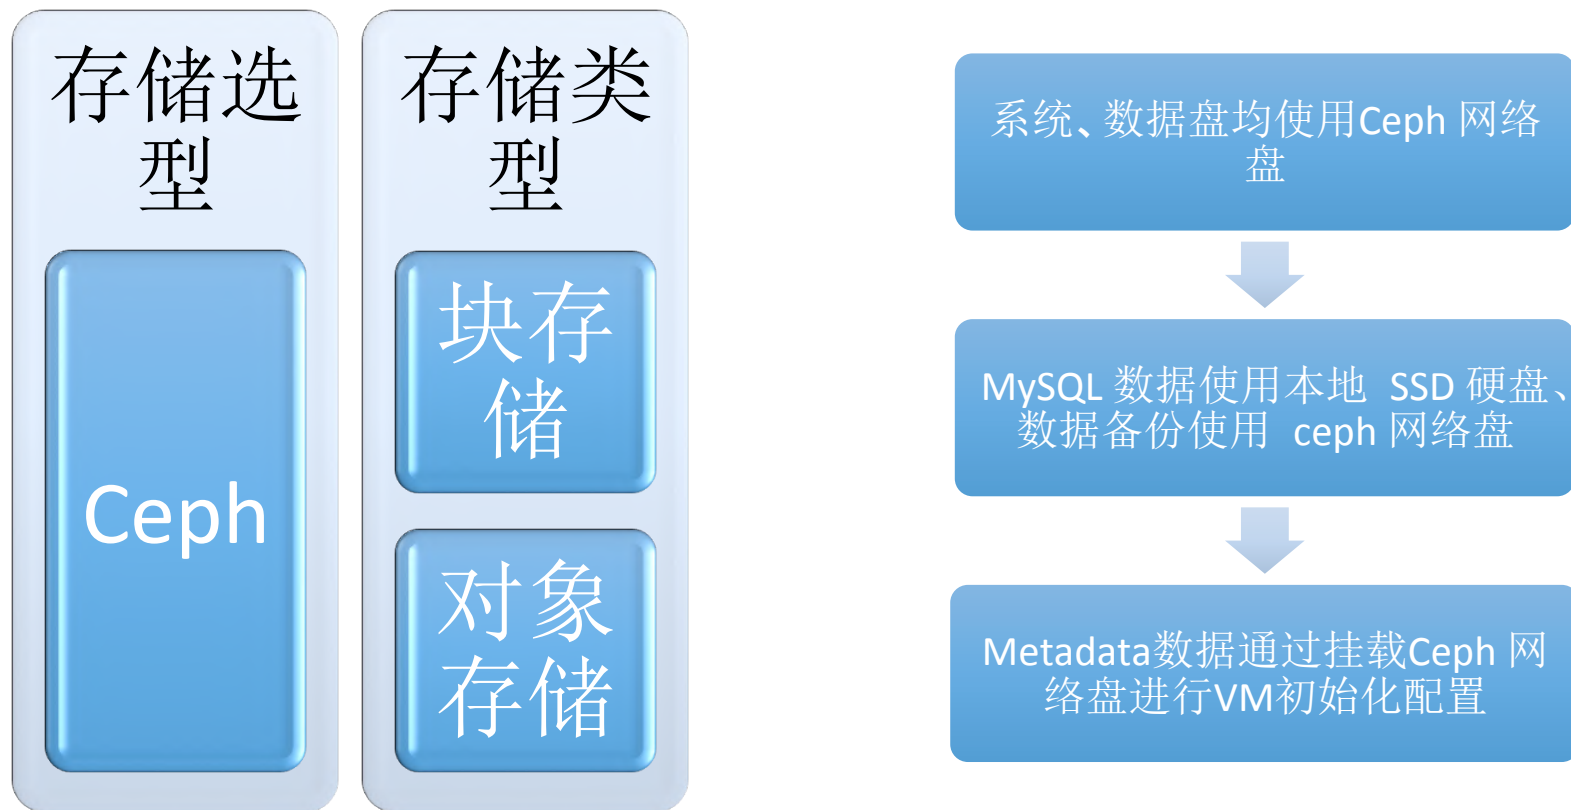 存储选
型
Ceph
存储类
型
块存
储
对象
存储
系统、数据盘均使用Ceph 网络
盘
MySQL 数据使用本地 SSD 硬盘、
数据备份使用 ceph 网络盘
Metadata数据通过挂载Ceph 网
络盘进行VM初始化配置